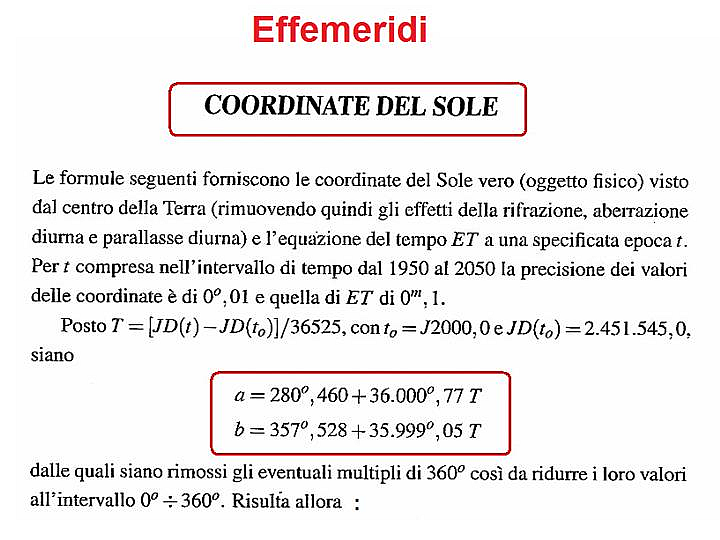 Effemeridi
COORDINATE DEL SOLE
Le formule seguenti forniscono le coordinate del Sole vero (oggetto fisico) visto
dal centro della Terra (rimuovendo quindi gli effetti della rifrazione, aberrazione
diurna e parallasse diurna) e l'equazione del tempo ET a una specificata epoca t.
Per t compresa nell'intervallo di tempo dal 1950 al 2050 la precisione dei valori
delle coordinate è di 0°,01 e quella di ET di 0ᵐ,1.
Posto T = [JD(t) − JD(tₒ)]/36525, con tₒ = J2000,0 e JD(tₒ) = 2.451.545,0,
siano
a = 280°,460 + 36.000°,77 T
b = 357°,528 + 35.999°,05 T
dalle quali siano rimossi gli eventuali multipli di 360° così da ridurre i loro valori
all'intervallo 0° ÷ 360°. Risulta allora :